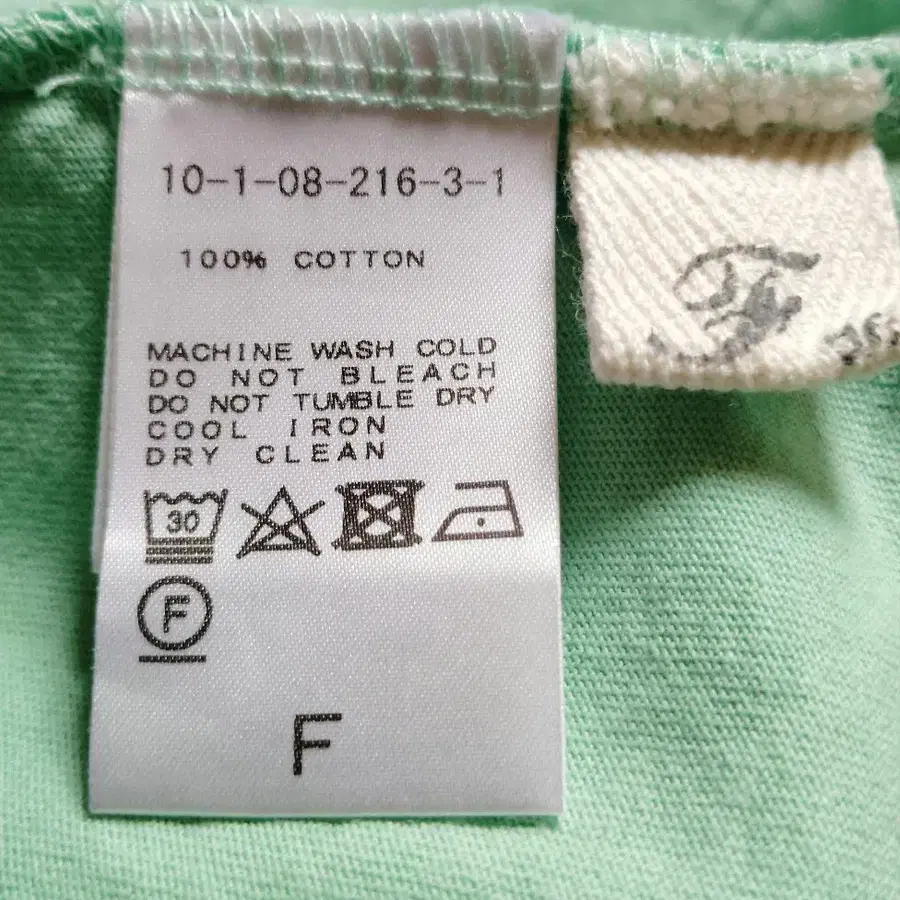 10-1-08-216-3-1
100% COTTON
MACHINE WASH COLD
DO NOT BLEACH
DO NOT TUMBLE DRY
COOL IRON
DRY CLEAN
30
F
F